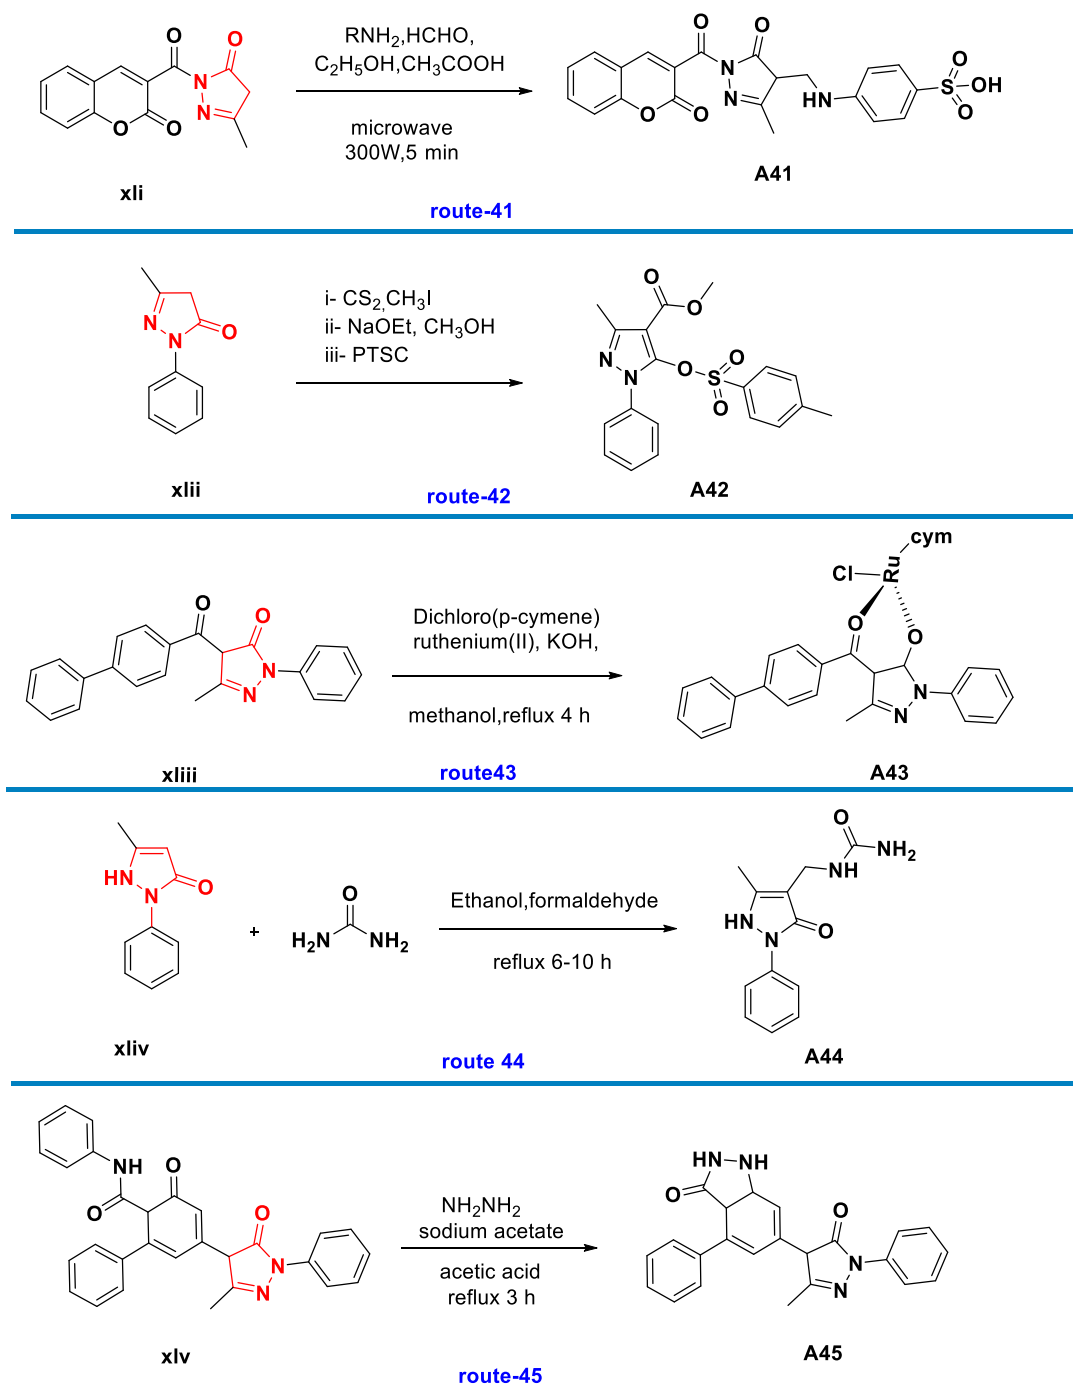 RNH2,HCHO,
C2H5OH,CH3COOH
microwave
300W,5 min
O
O
N
N
O
O
xli
O
O
N
N
O
O
HN
O
S
OH
O
A41
route-41
N
N
O
xlii
i- CS2,CH3I
ii- NaOEt, CH3OH
iii- PTSC
O
O
N
N
O
S
O
O
A42
route-42
O
O
N
N
xliii
Dichloro(p-cymene)
ruthenium(II), KOH,
methanol,reflux 4 h
route43
cym
Ru
Cl
O
O
N
N
A43
HN
N
O
xliv
+
O
H2N
NH2
Ethanol,formaldehyde
reflux 6-10 h
route 44
O
NH2
NH
HN
N
O
A44
NH
O
O
O
N
N
xlv
NH2NH2
sodium acetate
acetic acid
reflux 3 h
route-45
HN
NH
O
O
N
N
A45